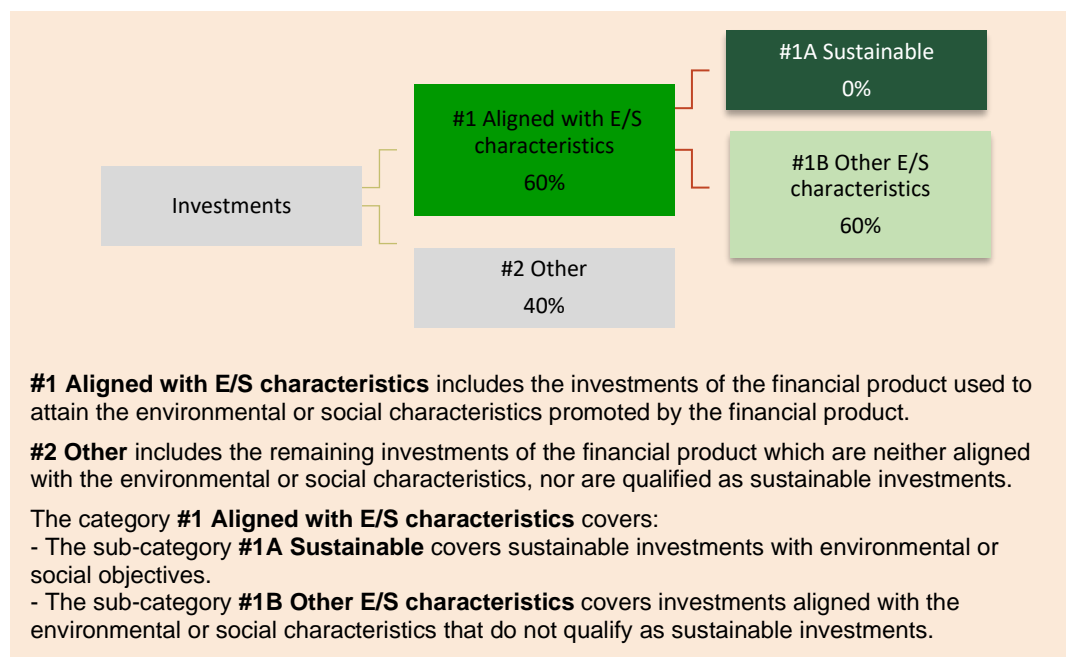 #1A Sustainable
0%
#1 Aligned with E/S
characteristics
60%
#1B Other E/S
characteristics
60%
Investments
#2 Other
40%
#1 Aligned with E/S characteristics includes the investments of the financial product used to
attain the environmental or social characteristics promoted by the financial product.
#2 Other includes the remaining investments of the financial product which are neither aligned
with the environmental or social characteristics, nor are qualified as sustainable investments.
The category #1 Aligned with E/S characteristics covers:
- The sub-category #1A Sustainable covers sustainable investments with environmental or
social objectives.
- The sub-category #1B Other E/S characteristics covers investments aligned with the
environmental or social characteristics that do not qualify as sustainable investments.